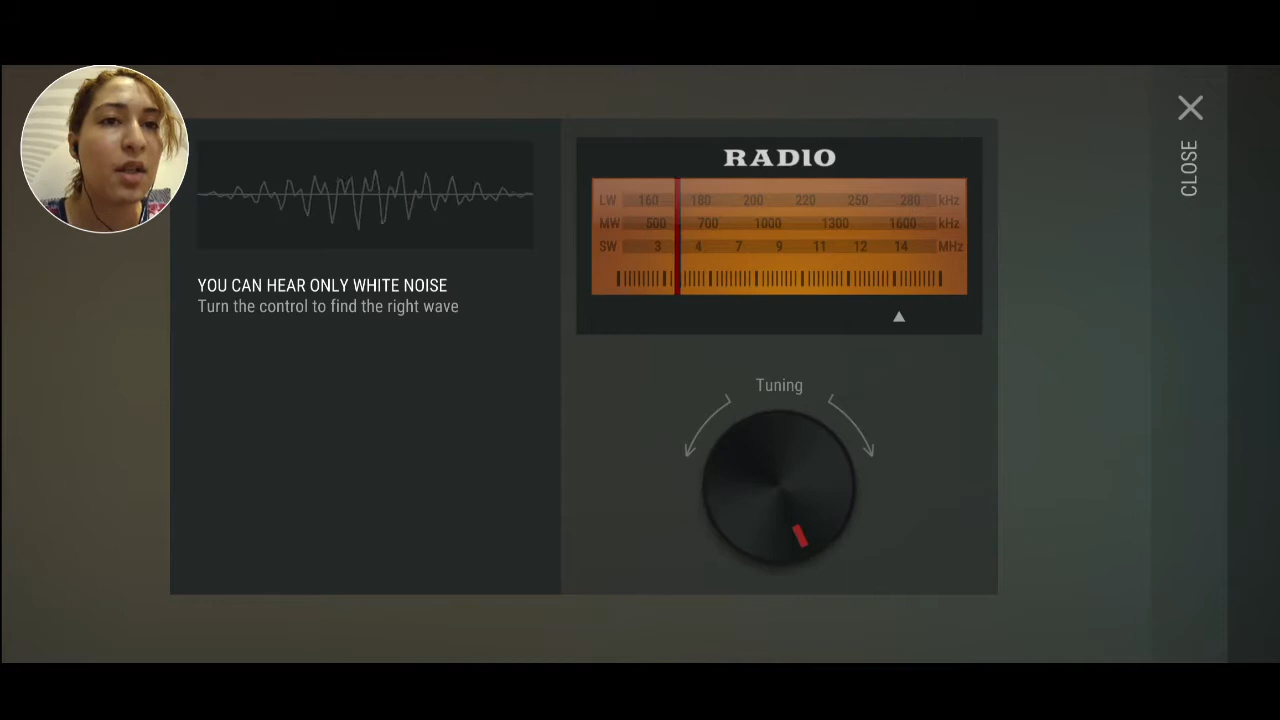 RADIO
LW 160 180 200 220 250 280 kHz
MW 500 700 1000 1300 1600 kHz
SW 3 4 7 9 11 12 14 MHz
YOU CAN HEAR ONLY WHITE NOISE
Turn the control to find the right wave
Tuning
CLOSE